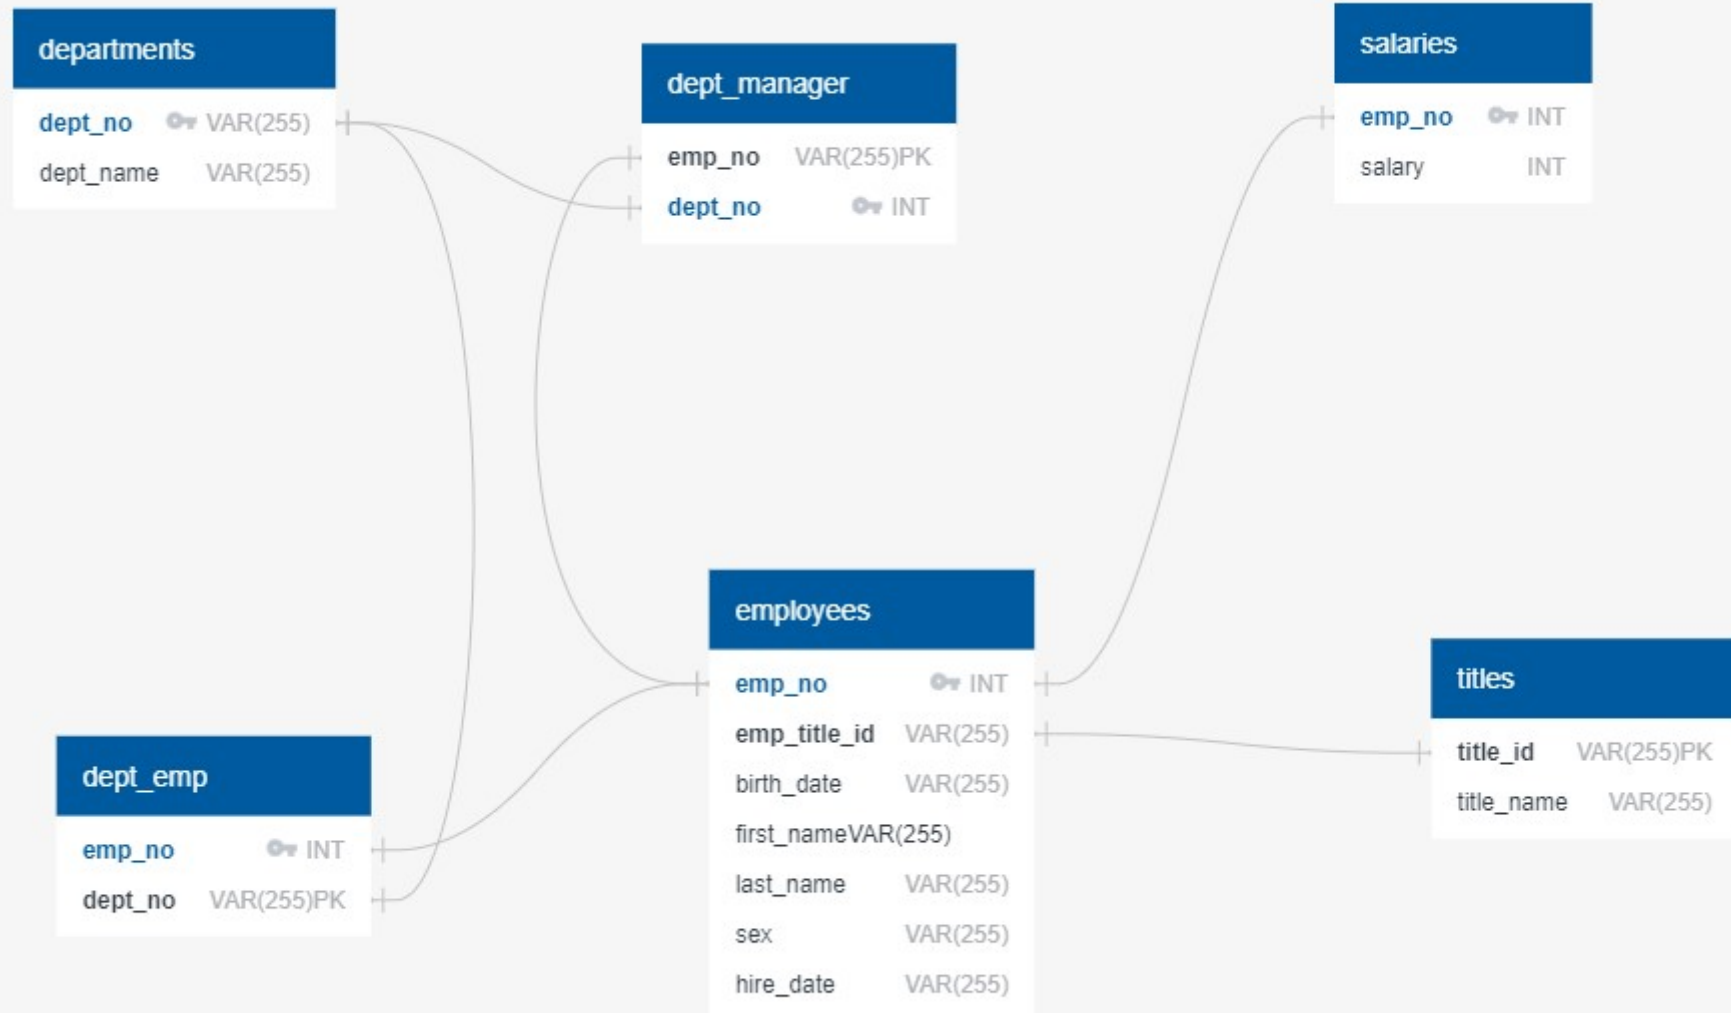 departments
dept_no VAR(255)
dept_name VAR(255)
dept_manager
emp_no VAR(255)PK
dept_no INT
salaries
emp_no INT
salary INT
employees
emp_no INT
emp_title_id VAR(255)
birth_date VAR(255)
first_nameVAR(255)
last_name VAR(255)
sex VAR(255)
hire_date VAR(255)
titles
title_id VAR(255)PK
title_name VAR(255)
dept_emp
emp_no INT
dept_no VAR(255)PK